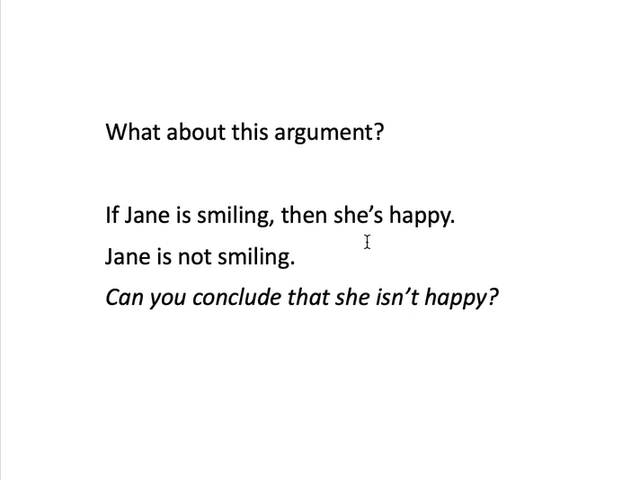 What about this argument?
If Jane is smiling, then she’s happy.
Jane is not smiling.
Can you conclude that she isn’t happy?